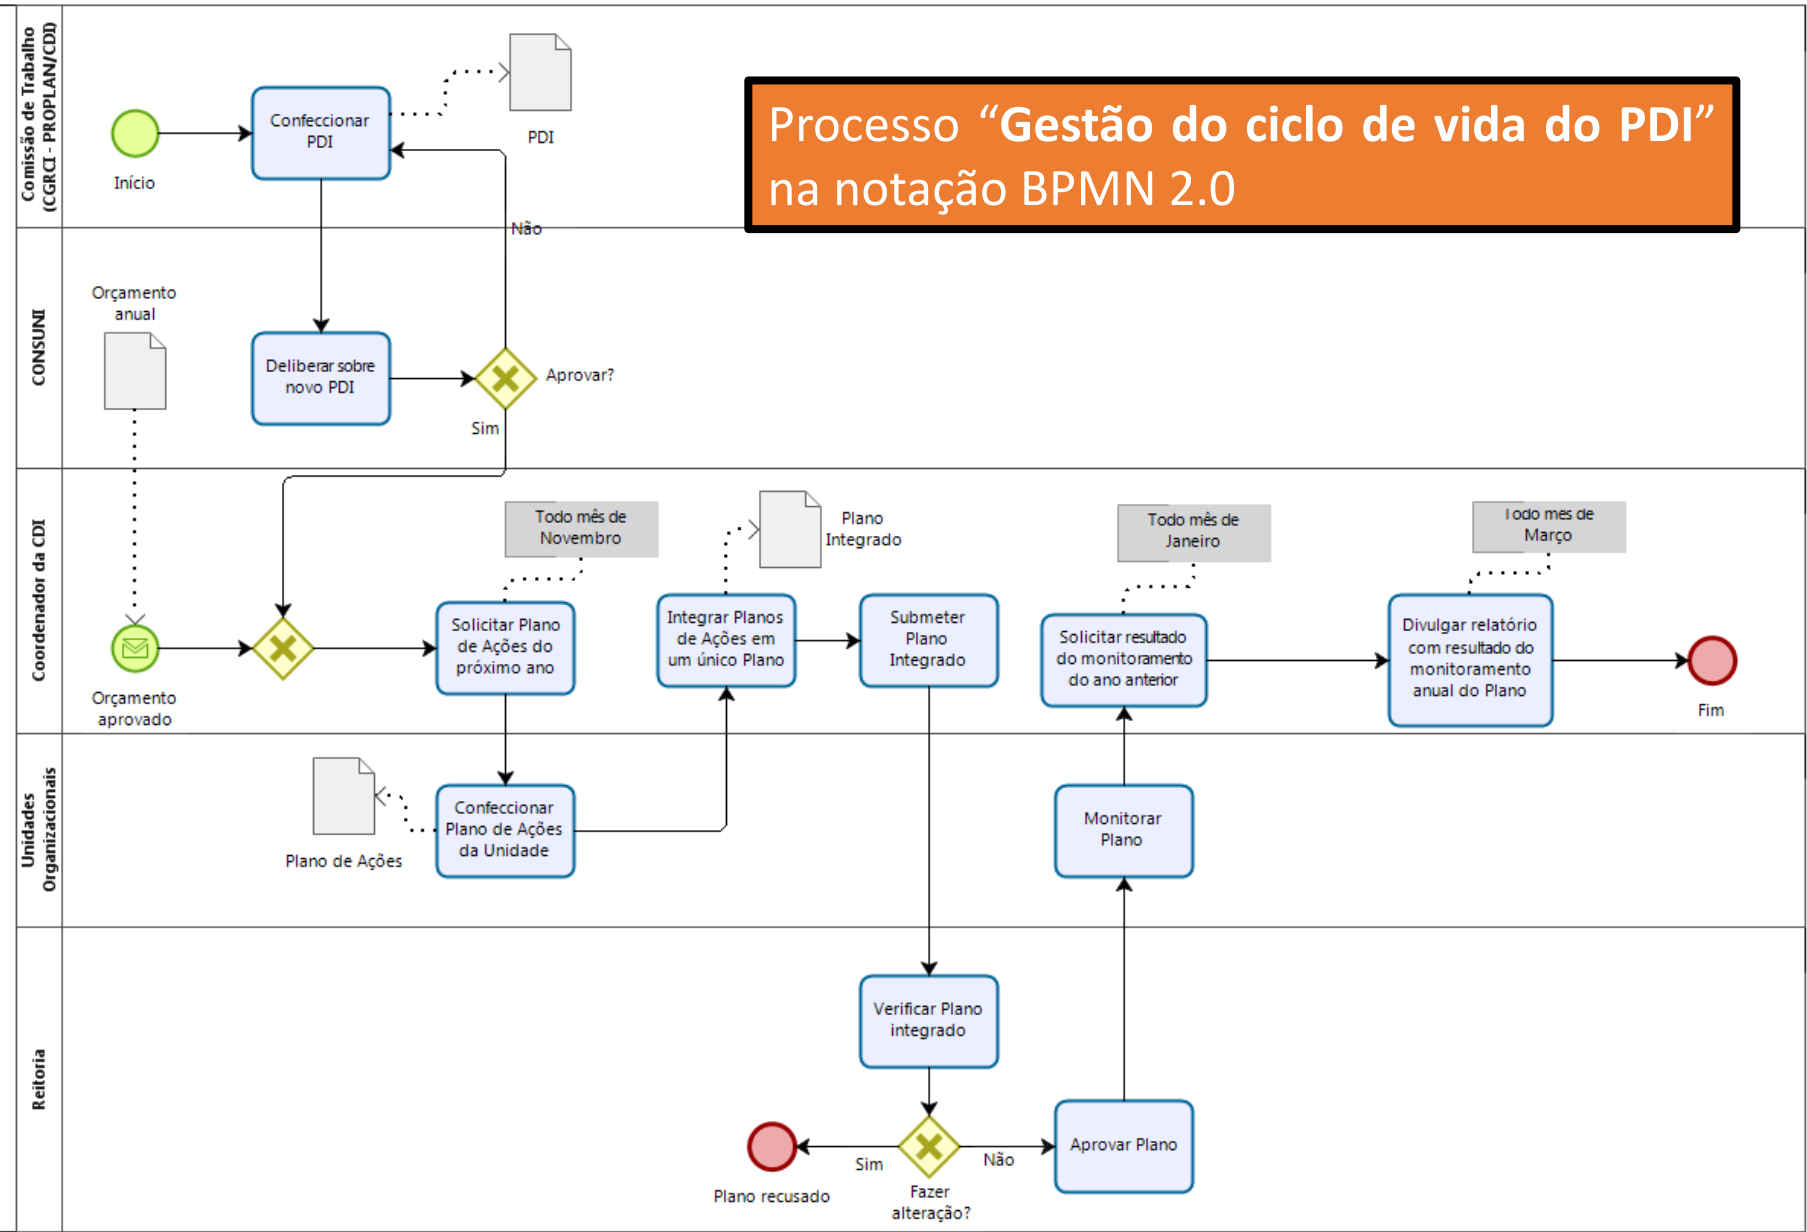 Comissão de Trabalho
(CGRCI - PROPLAN/CDI)
Início
Confeccionar
PDI
PDI
Processo “Gestão do ciclo de vida do PDI”
na notação BPMN 2.0
Não
CONSUNI
Orçamento
anual
Deliberar sobre
novo PDI
Aprovar?
Sim
Coordenador da CDI
Orçamento
aprovado
Todo mês de
Novembro
Solicitar Plano
de Ações do
próximo ano
Plano
Integrado
Integrar Planos
de Ações em
um único Plano
Submeter
Plano
Integrado
Todo mês de
Janeiro
Solicitar resultado
do monitoramento
do ano anterior
Todo mês de
Março
Divulgar relatório
com resultado do
monitoramento
anual do Plano
Fim
Unidades
Organizacionais
Plano de Ações
Confeccionar
Plano de Ações
da Unidade
Monitorar
Plano
Reitoria
Verificar Plano
integrado
Plano recusado
Sim
Fazer
alteração?
Não
Aprovar Plano